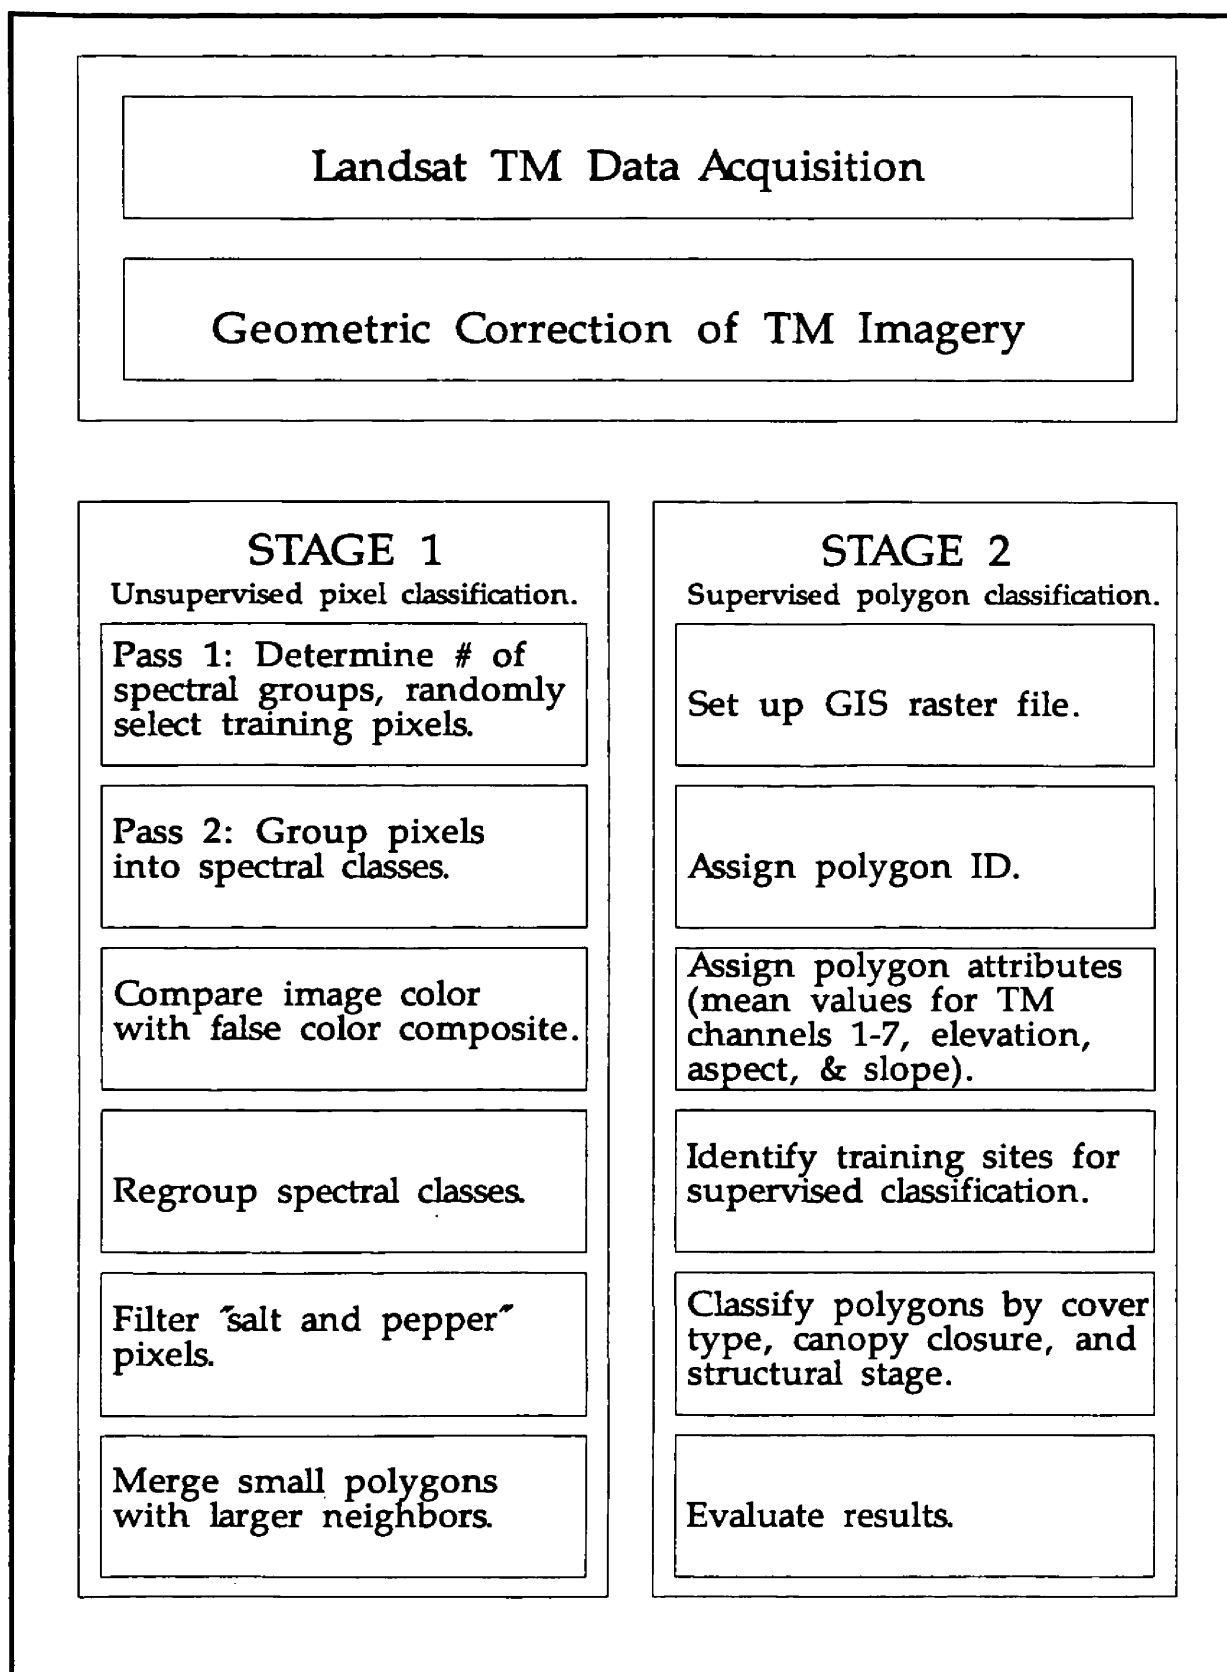 Landsat TM Data Acquisition
Geometric Correction of TM Imagery
STAGE 1
Unsupervised pixel classification.
Pass 1: Determine # of
spectral groups, randomly
select training pixels.
Pass 2: Group pixels
into spectral classes.
Compare image color
with false color composite.
Regroup spectral classes.
Filter "salt and pepper"
pixels.
Merge small polygons
with larger neighbors.
STAGE 2
Supervised polygon classification.
Set up GIS raster file.
Assign polygon ID.
Assign polygon attributes
(mean values for TM
channels 1-7, elevation,
aspect, & slope).
Identify training sites for
supervised classification.
Classify polygons by cover
type, canopy closure, and
structural stage.
Evaluate results.